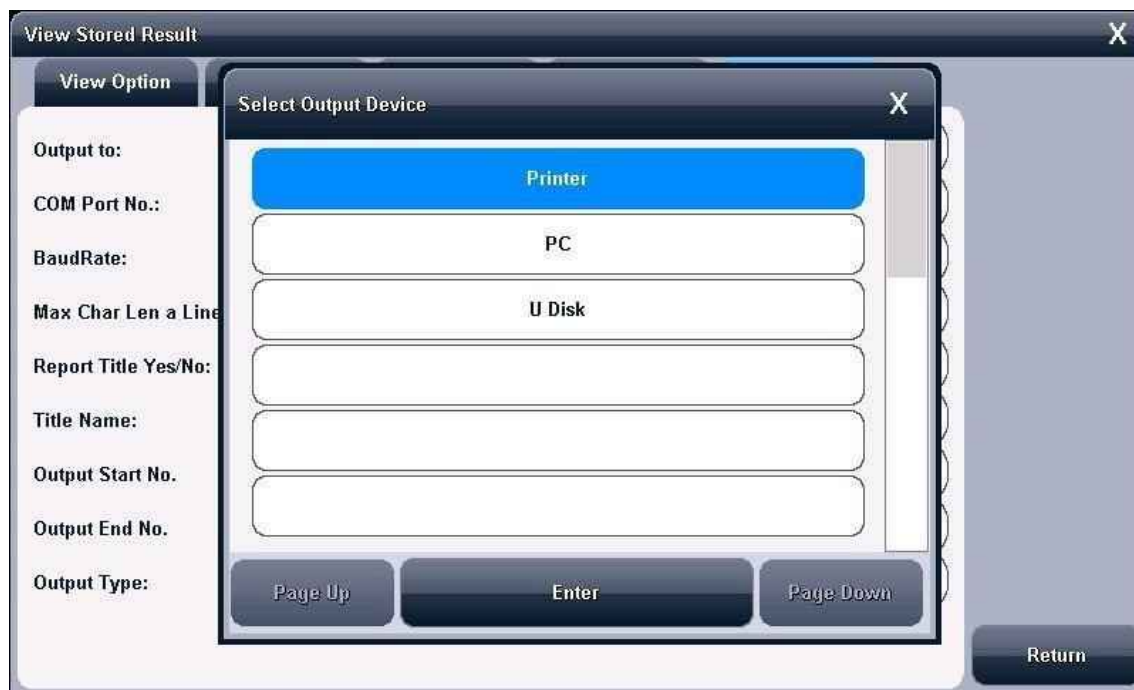 View Stored Result X
View Option
Select Output Device X
Output to:
COM Port No.:
BaudRate:
Max Char Len a Line
Report Title Yes/No:
Title Name:
Output Start No.
Output End No.
Output Type:
Printer
PC
U Disk
Page Up
Enter
Page Down
Return